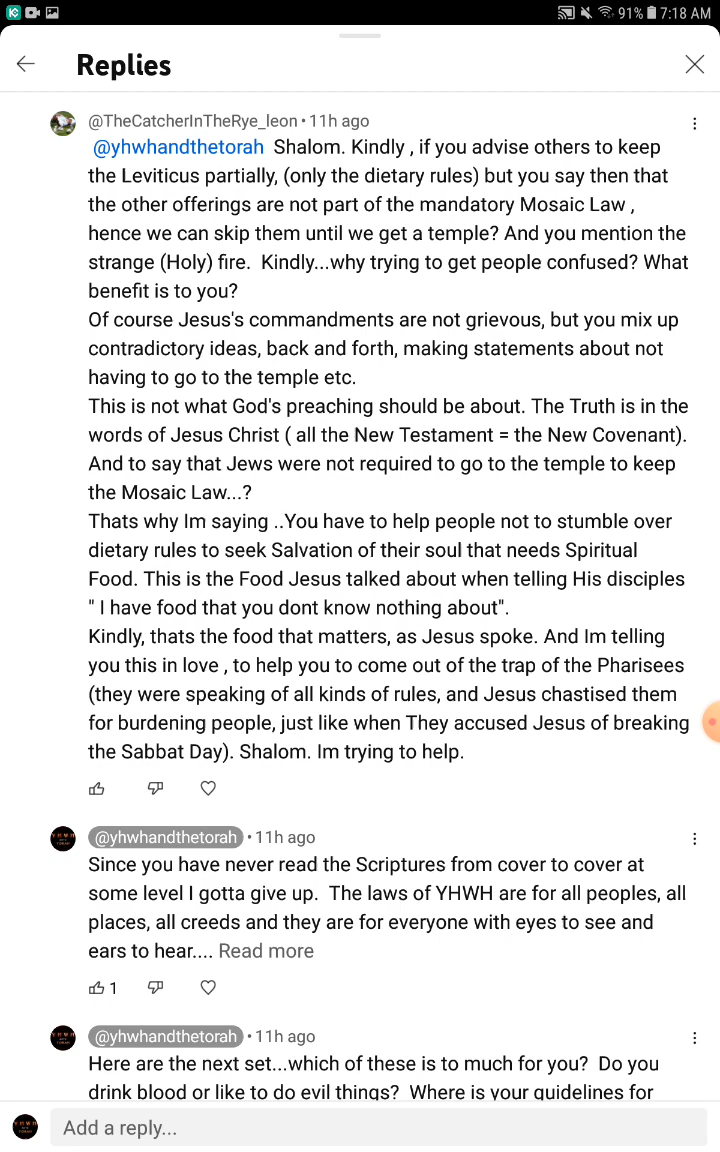 91% 7:18 AM
Replies
@TheCatcherInTheRye_leon • 11h ago
@yhwhandthetorah Shalom. Kindly , if you advise others to keep
the Leviticus partially, (only the dietary rules) but you say then that
the other offerings are not part of the mandatory Mosaic Law ,
hence we can skip them until we get a temple? And you mention the
strange (Holy) fire. Kindly...why trying to get people confused? What
benefit is to you?
Of course Jesus's commandments are not grievous, but you mix up
contradictory ideas, back and forth, making statements about not
having to go to the temple etc.
This is not what God's preaching should be about. The Truth is in the
words of Jesus Christ ( all the New Testament = the New Covenant).
And to say that Jews were not required to go to the temple to keep
the Mosaic Law...?
Thats why Im saying ..You have to help people not to stumble over
dietary rules to seek Salvation of their soul that needs Spiritual
Food. This is the Food Jesus talked about when telling His disciples
" I have food that you dont know nothing about".
Kindly, thats the food that matters, as Jesus spoke. And Im telling
you this in love , to help you to come out of the trap of the Pharisees
(they were speaking of all kinds of rules, and Jesus chastised them
for burdening people, just like when They accused Jesus of breaking
the Sabbat Day). Shalom. Im trying to help.
@yhwhandthetorah • 11h ago
Since you have never read the Scriptures from cover to cover at
some level I gotta give up. The laws of YHWH are for all peoples, all
places, all creeds and they are for everyone with eyes to see and
ears to hear.... Read more
1
@yhwhandthetorah • 11h ago
Here are the next set...which of these is to much for you? Do you
drink blood or like to do evil things? Where is your guidelines for
Add a reply...